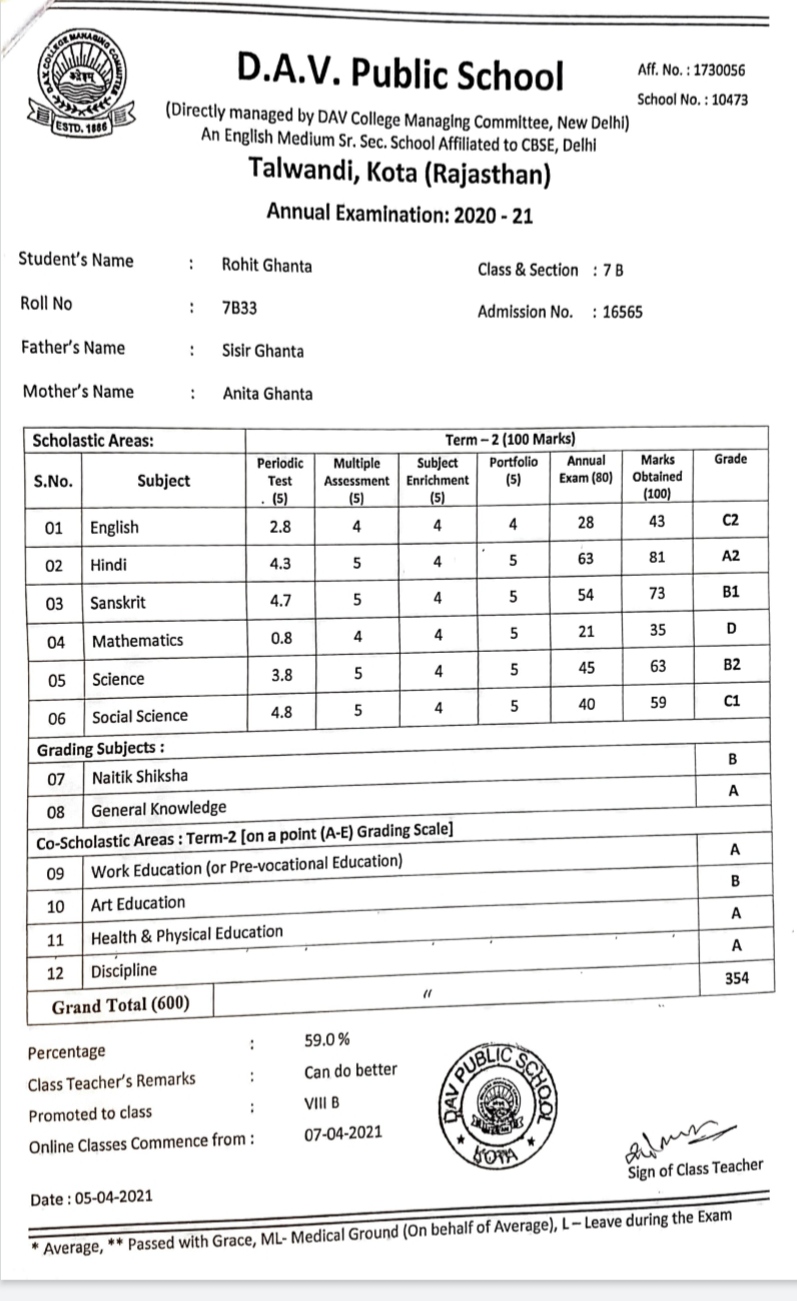 D.A.V. Public School
Aff. No. : 1730056
School No. : 10473
(Directly managed by DAV College Managing Committee, New Delhi)
An English Medium Sr. Sec. School Affiliated to CBSE, Delhi
Talwandi, Kota (Rajasthan)
Annual Examination: 2020 - 21
DAV COLLEGE MANAGING COMMITTEE
ESTD. 1886
Student's Name : Rohit Ghanta Class & Section : 7 B
Roll No : 7B33 Admission No. : 16565
Father's Name : Sisir Ghanta
Mother's Name : Anita Ghanta
Scholastic Areas: Term – 2 (100 Marks)
S.No. Subject Periodic Test (5) Multiple Assessment (5) Subject Enrichment (5) Portfolio (5) Annual Exam (80) Marks Obtained (100) Grade
01 English 2.8 4 4 4 28 43 C2
02 Hindi 4.3 5 4 5 63 81 A2
03 Sanskrit 4.7 5 4 5 54 73 B1
04 Mathematics 0.8 4 4 5 21 35 D
05 Science 3.8 5 4 5 45 63 B2
06 Social Science 4.8 5 4 5 40 59 C1
Grading Subjects :
07 Naitik Shiksha B
08 General Knowledge A
Co-Scholastic Areas : Term-2 [on a point (A-E) Grading Scale]
09 Work Education (or Pre-vocational Education) A
10 Art Education B
11 Health & Physical Education A
12 Discipline A
Grand Total (600) 〃 354
Percentage : 59.0 %
Class Teacher's Remarks : Can do better
Promoted to class : VIII B
Online Classes Commence from : 07-04-2021
DAV PUBLIC SCHOOL
KOTA
Sign of Class Teacher
Date : 05-04-2021
* Average, ** Passed with Grace, ML- Medical Ground (On behalf of Average), L – Leave during the Exam